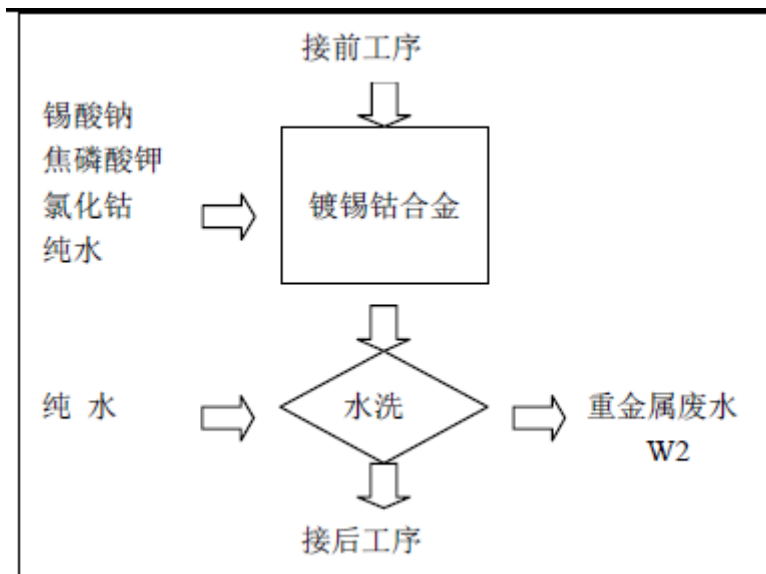 接前工序
锡酸钠
焦磷酸钾
氯化钴
纯水
镀锡钴合金
纯 水
水洗
重金属废水
W2
接后工序